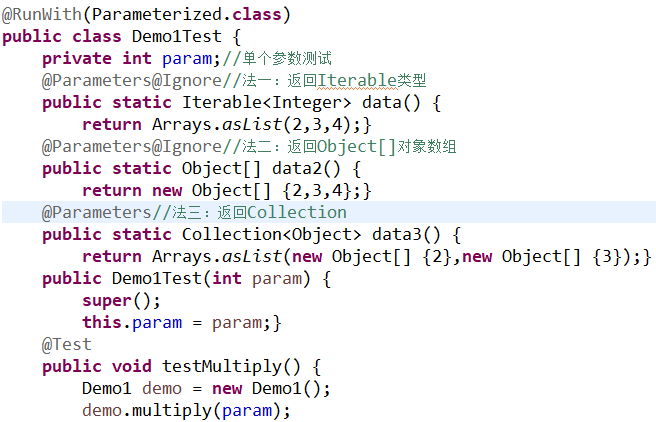 @RunWith(Parameterized.class)
public class Demo1Test {
    private int param;//单个参数测试
    @Parameters@Ignore//法一：返回Iterable类型
    public static Iterable<Integer> data() {
        return Arrays.asList(2,3,4);}
    @Parameters@Ignore//法二：返回Object[]对象数组
    public static Object[] data2() {
        return new Object[] {2,3,4};}
    @Parameters//法三：返回Collection
    public static Collection<Object> data3() {
        return Arrays.asList(new Object[] {2},new Object[] {3});}
    public Demo1Test(int param) {
        super();
        this.param = param;}
    @Test
    public void testMultiply() {
        Demo1 demo = new Demo1();
        demo.multiply(param);